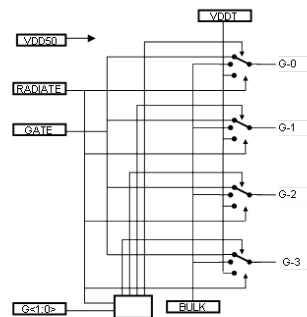 VDDT
VDD50
G-0
RADIATE
GATE
G-1
G-2
G-3
G<1:0>
BULK